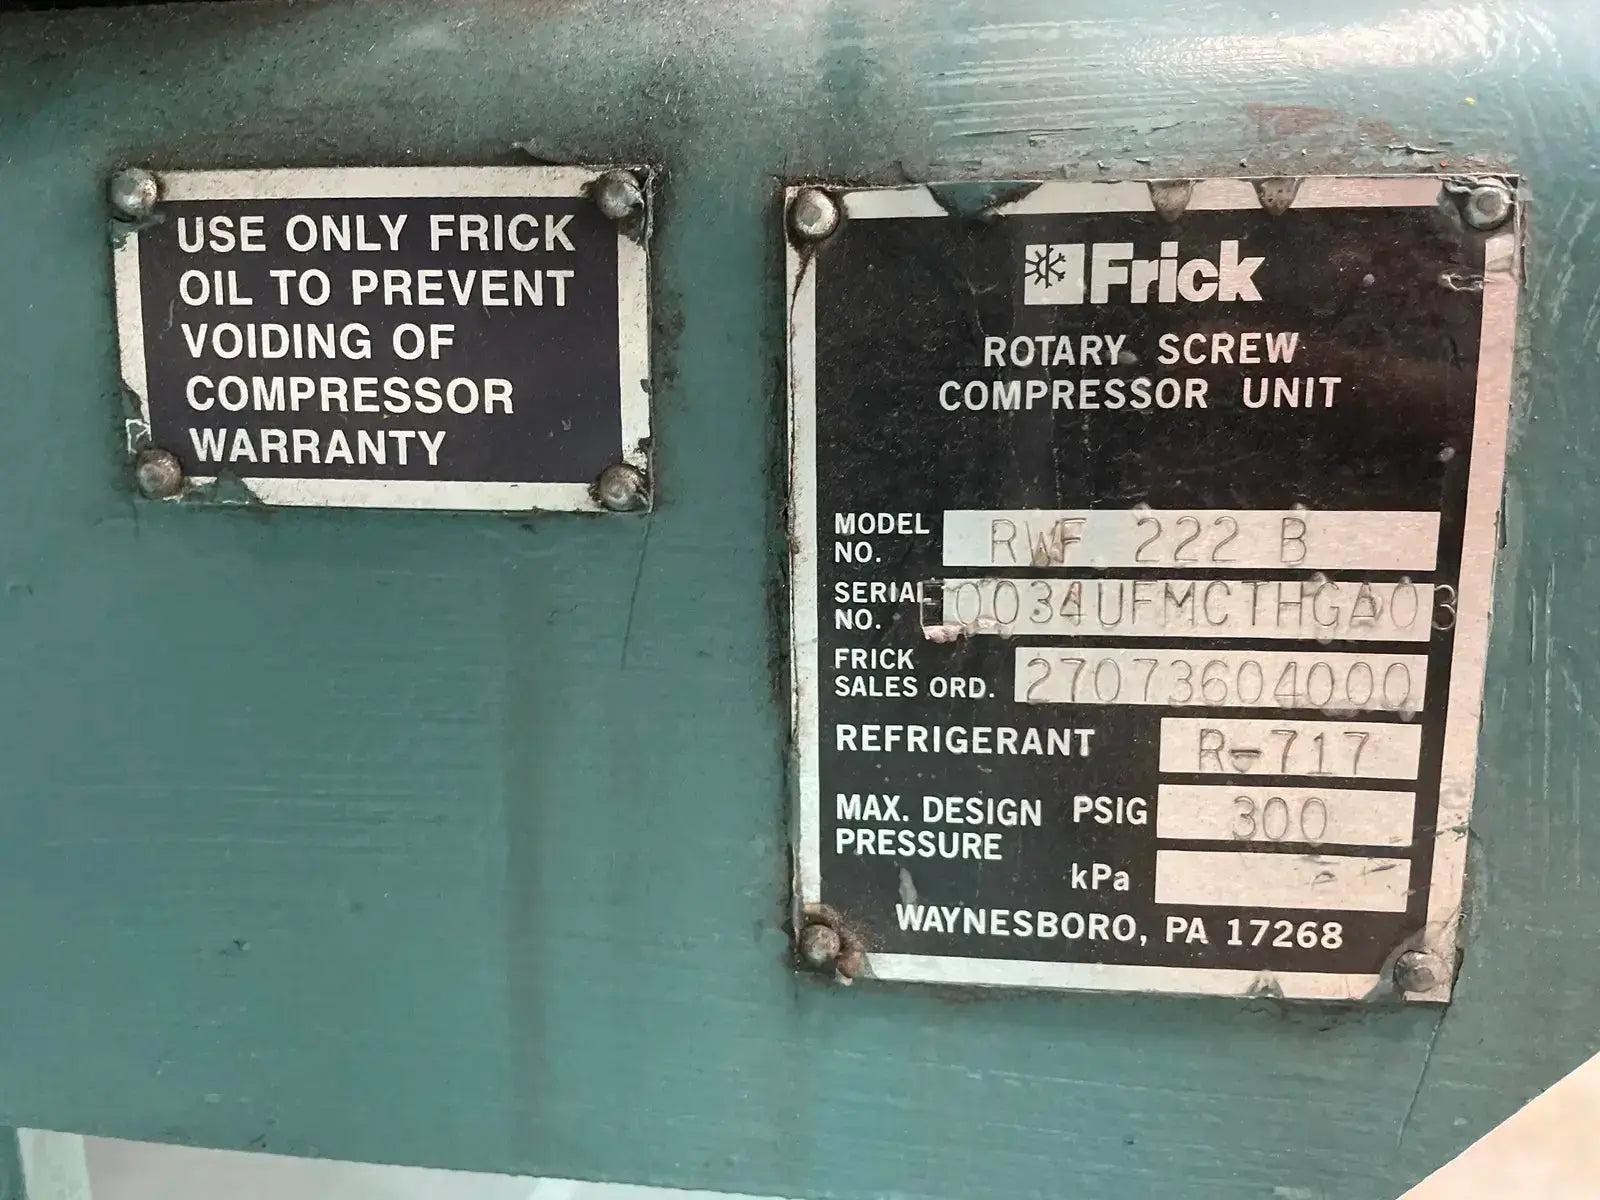 USE ONLY FRICK
OIL TO PREVENT
VOIDING OF
COMPRESSOR
WARRANTY
Frick
ROTARY SCREW
COMPRESSOR UNIT
MODEL NO. RWF 222 B
SERIAL NO. F0034UFMCTHGA03
FRICK SALES ORD. 27073604000
REFRIGERANT R-717
MAX. DESIGN PRESSURE PSIG 300
kPa
WAYNESBORO, PA 17268